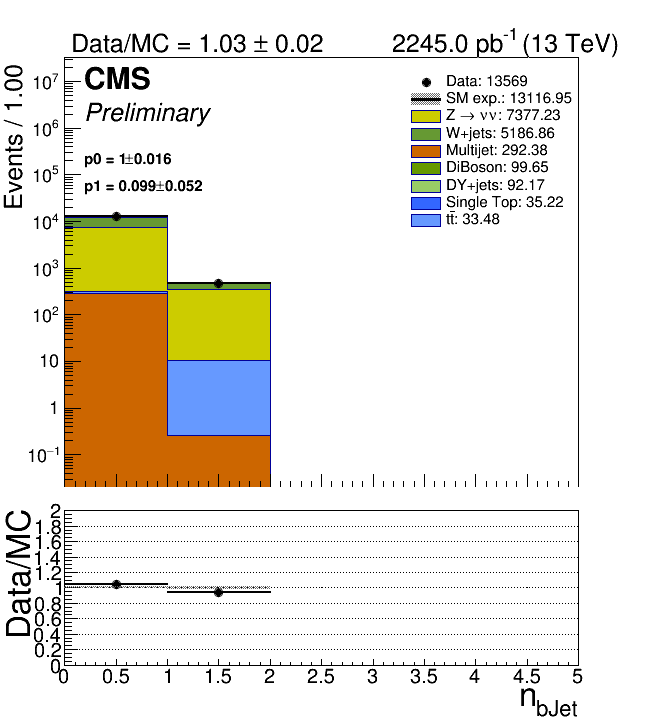 Data/MC = 1.03 ± 0.02 2245.0 pb⁻¹ (13 TeV)
CMS
Preliminary
p0 = 1±0.016
p1 = 0.099±0.052
Data: 13569
SM exp.: 13116.95
Z → νν: 7377.23
W+jets: 5186.86
Multijet: 292.38
DiBoson: 99.65
DY+jets: 92.17
Single Top: 35.22
tt̄: 33.48
Events / 1.00
10⁷
10⁶
10⁵
10⁴
10³
10²
10
1
10⁻¹
Data/MC
2
1.8
1.6
1.4
1.2
1
0.8
0.6
0.4
0.2
0
0 0.5 1 1.5 2 2.5 3 3.5 4 4.5 5
n_bJet